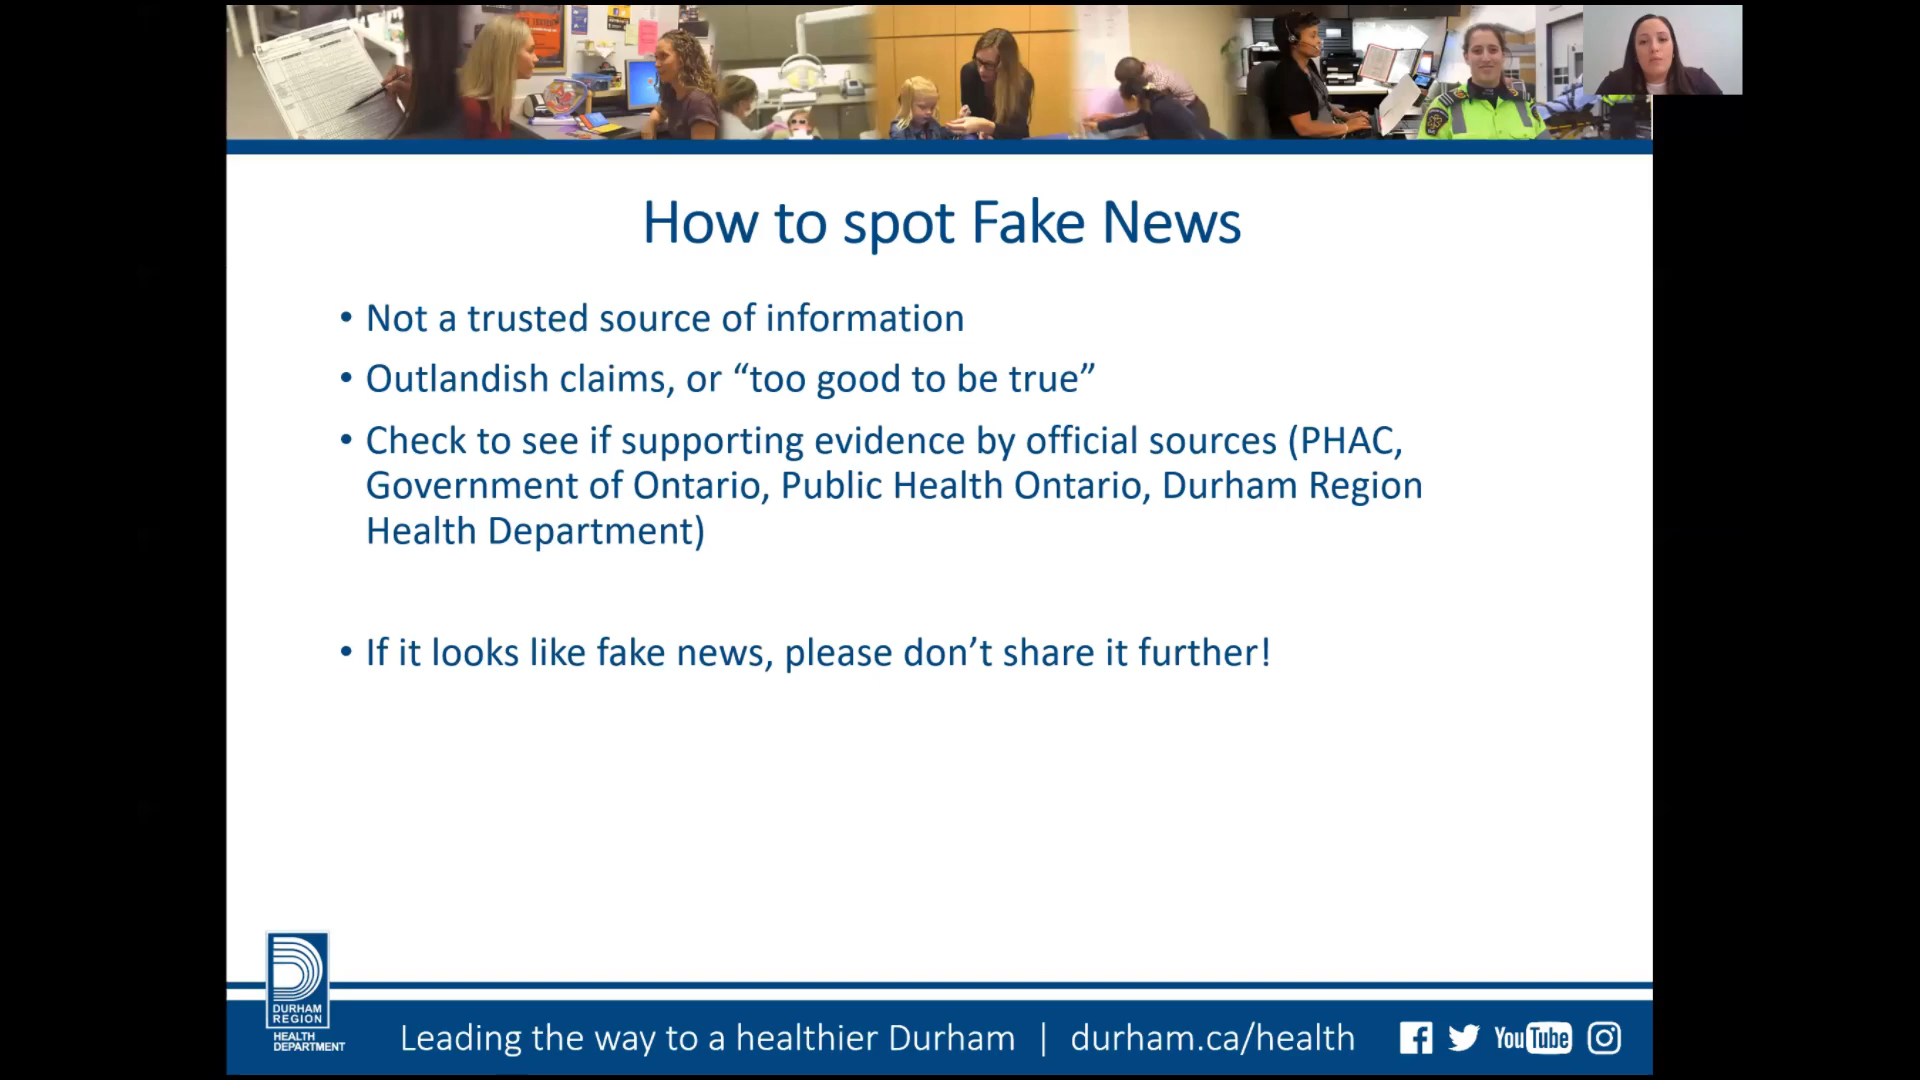 How to spot Fake News
• Not a trusted source of information
• Outlandish claims, or “too good to be true”
• Check to see if supporting evidence by official sources (PHAC,
Government of Ontario, Public Health Ontario, Durham Region
Health Department)
• If it looks like fake news, please don’t share it further!
DURHAM
REGION
HEALTH
DEPARTMENT
Leading the way to a healthier Durham | durham.ca/health
YouTube